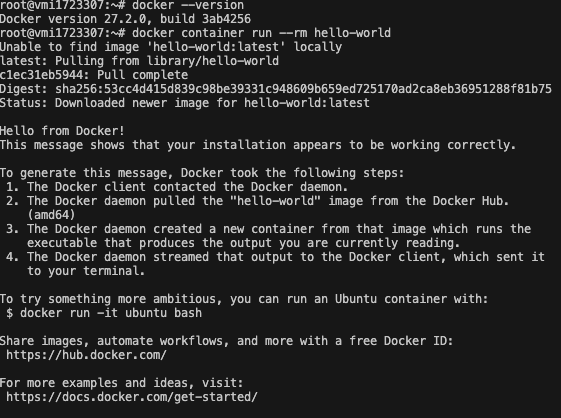 root@vmi1723307:~# docker --version
Docker version 27.2.0, build 3ab4256
root@vmi1723307:~# docker container run --rm hello-world
Unable to find image 'hello-world:latest' locally
latest: Pulling from library/hello-world
c1ec31eb5944: Pull complete
Digest: sha256:53cc4d415d839c98be39331c948609b659ed725170ad2ca8eb36951288f81b75
Status: Downloaded newer image for hello-world:latest

Hello from Docker!
This message shows that your installation appears to be working correctly.

To generate this message, Docker took the following steps:
 1. The Docker client contacted the Docker daemon.
 2. The Docker daemon pulled the "hello-world" image from the Docker Hub.
    (amd64)
 3. The Docker daemon created a new container from that image which runs the
    executable that produces the output you are currently reading.
 4. The Docker daemon streamed that output to the Docker client, which sent it
    to your terminal.

To try something more ambitious, you can run an Ubuntu container with:
 $ docker run -it ubuntu bash

Share images, automate workflows, and more with a free Docker ID:
 https://hub.docker.com/

For more examples and ideas, visit:
 https://docs.docker.com/get-started/